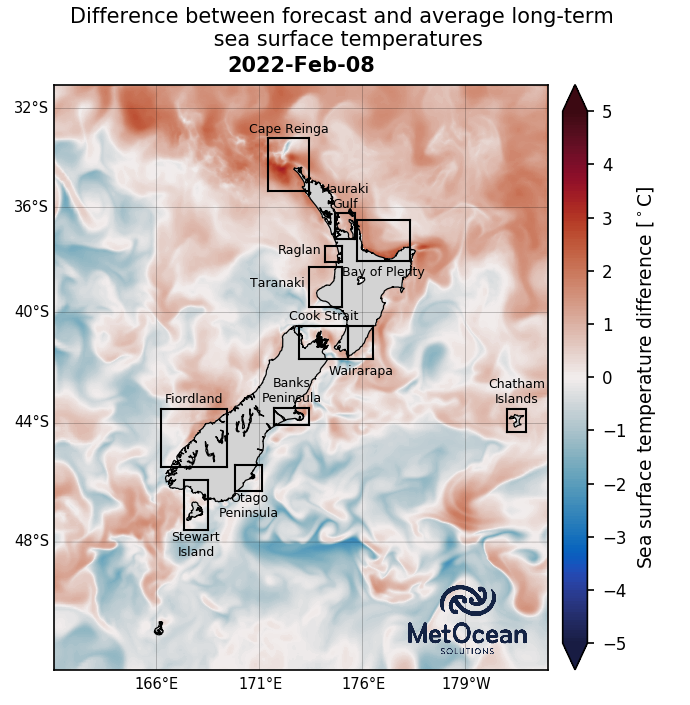 Difference between forecast and average long-term
sea surface temperatures
2022-Feb-08
32°S
36°S
40°S
44°S
48°S
Cape Reinga
Hauraki
Gulf
Raglan
Bay of Plenty
Taranaki
Cook Strait
Wairarapa
Banks
Peninsula
Chatham
Islands
Fiordland
Otago
Peninsula
Stewart
Island
MetOcean
SOLUTIONS
166°E
171°E
176°E
179°W
5
4
3
2
1
0
−1
−2
−3
−4
−5
Sea surface temperature difference [°C]